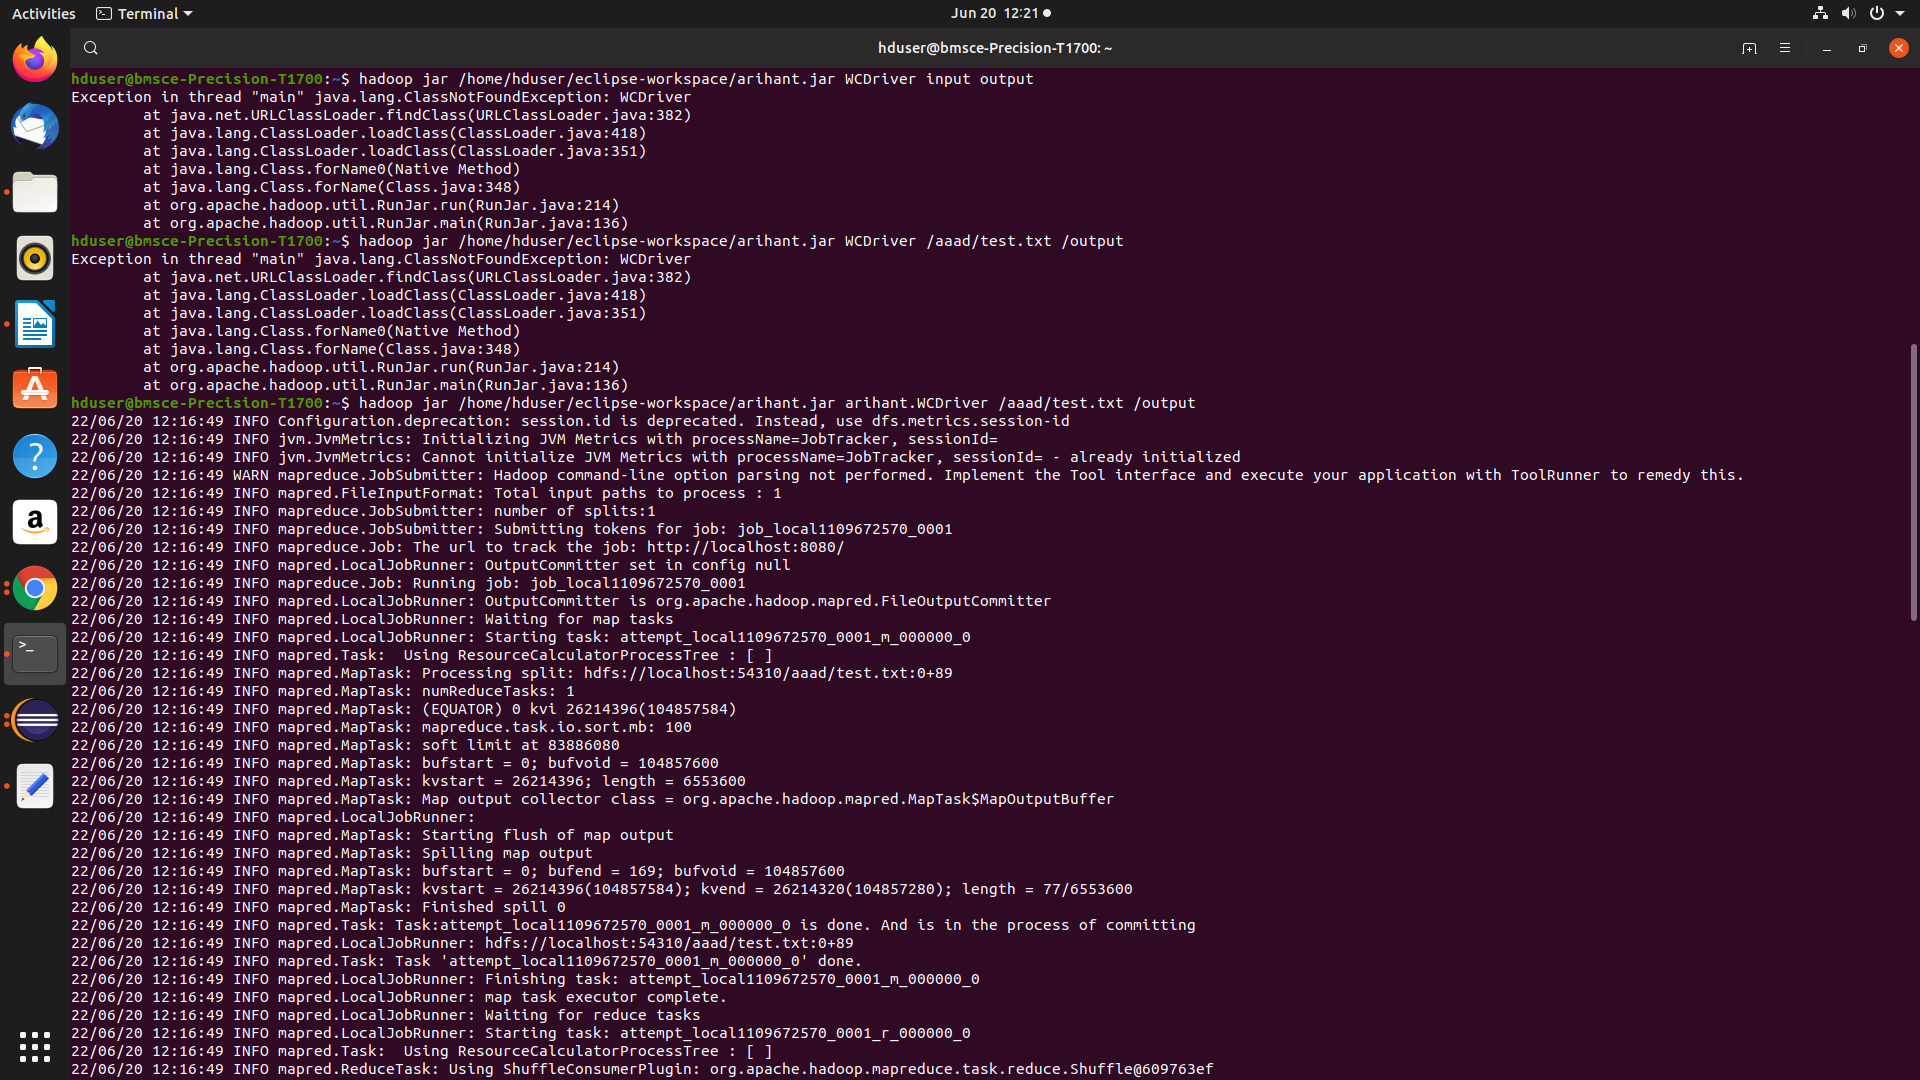 Activities
Terminal
Jun 20 12:21
hduser@bmsce-Precision-T1700: ~
hduser@bmsce-Precision-T1700:~$ hadoop jar /home/hduser/eclipse-workspace/arihant.jar WCDriver input output
Exception in thread "main" java.lang.ClassNotFoundException: WCDriver
        at java.net.URLClassLoader.findClass(URLClassLoader.java:382)
        at java.lang.ClassLoader.loadClass(ClassLoader.java:418)
        at java.lang.ClassLoader.loadClass(ClassLoader.java:351)
        at java.lang.Class.forName0(Native Method)
        at java.lang.Class.forName(Class.java:348)
        at org.apache.hadoop.util.RunJar.run(RunJar.java:214)
        at org.apache.hadoop.util.RunJar.main(RunJar.java:136)
hduser@bmsce-Precision-T1700:~$ hadoop jar /home/hduser/eclipse-workspace/arihant.jar WCDriver /aaad/test.txt /output
Exception in thread "main" java.lang.ClassNotFoundException: WCDriver
        at java.net.URLClassLoader.findClass(URLClassLoader.java:382)
        at java.lang.ClassLoader.loadClass(ClassLoader.java:418)
        at java.lang.ClassLoader.loadClass(ClassLoader.java:351)
        at java.lang.Class.forName0(Native Method)
        at java.lang.Class.forName(Class.java:348)
        at org.apache.hadoop.util.RunJar.run(RunJar.java:214)
        at org.apache.hadoop.util.RunJar.main(RunJar.java:136)
hduser@bmsce-Precision-T1700:~$ hadoop jar /home/hduser/eclipse-workspace/arihant.jar arihant.WCDriver /aaad/test.txt /output
22/06/20 12:16:49 INFO Configuration.deprecation: session.id is deprecated. Instead, use dfs.metrics.session-id
22/06/20 12:16:49 INFO jvm.JvmMetrics: Initializing JVM Metrics with processName=JobTracker, sessionId=
22/06/20 12:16:49 INFO jvm.JvmMetrics: Cannot initialize JVM Metrics with processName=JobTracker, sessionId= - already initialized
22/06/20 12:16:49 WARN mapreduce.JobSubmitter: Hadoop command-line option parsing not performed. Implement the Tool interface and execute your application with ToolRunner to remedy this.
22/06/20 12:16:49 INFO mapred.FileInputFormat: Total input paths to process : 1
22/06/20 12:16:49 INFO mapreduce.JobSubmitter: number of splits:1
22/06/20 12:16:49 INFO mapreduce.JobSubmitter: Submitting tokens for job: job_local1109672570_0001
22/06/20 12:16:49 INFO mapreduce.Job: The url to track the job: http://localhost:8080/
22/06/20 12:16:49 INFO mapred.LocalJobRunner: OutputCommitter set in config null
22/06/20 12:16:49 INFO mapreduce.Job: Running job: job_local1109672570_0001
22/06/20 12:16:49 INFO mapred.LocalJobRunner: OutputCommitter is org.apache.hadoop.mapred.FileOutputCommitter
22/06/20 12:16:49 INFO mapred.LocalJobRunner: Waiting for map tasks
22/06/20 12:16:49 INFO mapred.LocalJobRunner: Starting task: attempt_local1109672570_0001_m_000000_0
22/06/20 12:16:49 INFO mapred.Task:  Using ResourceCalculatorProcessTree : [ ]
22/06/20 12:16:49 INFO mapred.MapTask: Processing split: hdfs://localhost:54310/aaad/test.txt:0+89
22/06/20 12:16:49 INFO mapred.MapTask: numReduceTasks: 1
22/06/20 12:16:49 INFO mapred.MapTask: (EQUATOR) 0 kvi 26214396(104857584)
22/06/20 12:16:49 INFO mapred.MapTask: mapreduce.task.io.sort.mb: 100
22/06/20 12:16:49 INFO mapred.MapTask: soft limit at 83886080
22/06/20 12:16:49 INFO mapred.MapTask: bufstart = 0; bufvoid = 104857600
22/06/20 12:16:49 INFO mapred.MapTask: kvstart = 26214396; length = 6553600
22/06/20 12:16:49 INFO mapred.MapTask: Map output collector class = org.apache.hadoop.mapred.MapTask$MapOutputBuffer
22/06/20 12:16:49 INFO mapred.LocalJobRunner:
22/06/20 12:16:49 INFO mapred.MapTask: Starting flush of map output
22/06/20 12:16:49 INFO mapred.MapTask: Spilling map output
22/06/20 12:16:49 INFO mapred.MapTask: bufstart = 0; bufend = 169; bufvoid = 104857600
22/06/20 12:16:49 INFO mapred.MapTask: kvstart = 26214396(104857584); kvend = 26214320(104857280); length = 77/6553600
22/06/20 12:16:49 INFO mapred.MapTask: Finished spill 0
22/06/20 12:16:49 INFO mapred.Task: Task:attempt_local1109672570_0001_m_000000_0 is done. And is in the process of committing
22/06/20 12:16:49 INFO mapred.LocalJobRunner: hdfs://localhost:54310/aaad/test.txt:0+89
22/06/20 12:16:49 INFO mapred.Task: Task 'attempt_local1109672570_0001_m_000000_0' done.
22/06/20 12:16:49 INFO mapred.LocalJobRunner: Finishing task: attempt_local1109672570_0001_m_000000_0
22/06/20 12:16:49 INFO mapred.LocalJobRunner: map task executor complete.
22/06/20 12:16:49 INFO mapred.LocalJobRunner: Waiting for reduce tasks
22/06/20 12:16:49 INFO mapred.LocalJobRunner: Starting task: attempt_local1109672570_0001_r_000000_0
22/06/20 12:16:49 INFO mapred.Task:  Using ResourceCalculatorProcessTree : [ ]
22/06/20 12:16:49 INFO mapred.ReduceTask: Using ShuffleConsumerPlugin: org.apache.hadoop.mapreduce.task.reduce.Shuffle@609763ef